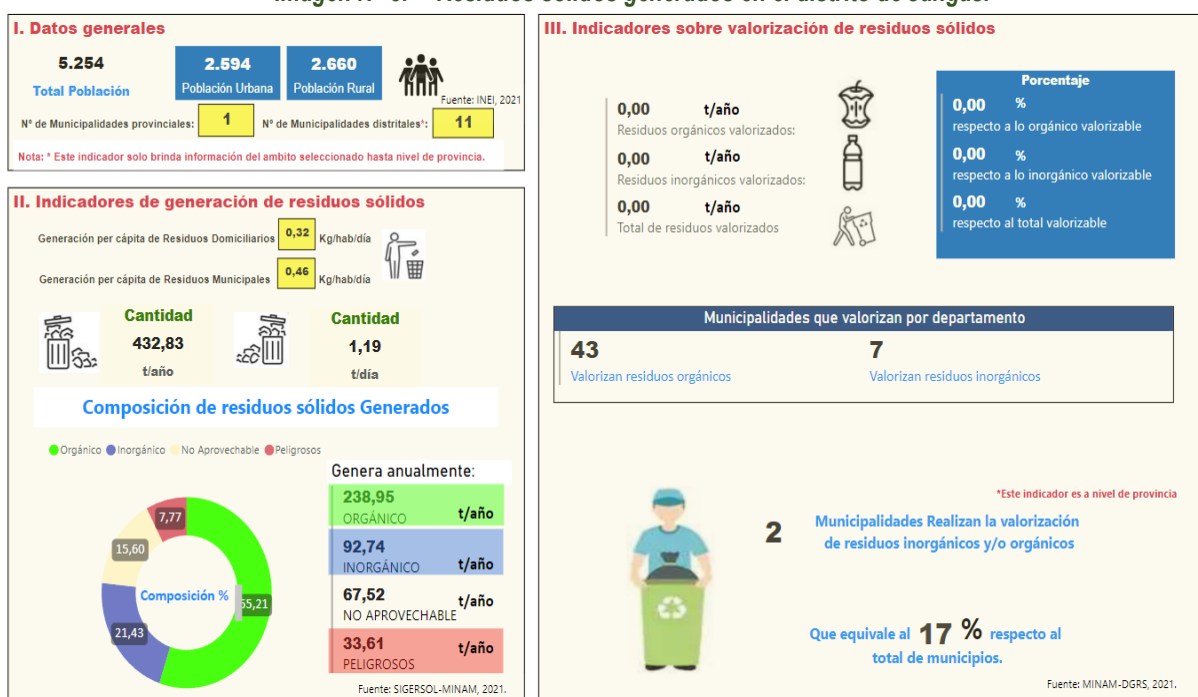 I. Datos generales
5.254
Total Población
2.594
Población Urbana
2.660
Población Rural
Fuente: INEI, 2021
Nº de Municipalidades provinciales: 1 Nº de Municipalidades distritales*: 11
Nota: * Este indicador solo brinda información del ambito seleccionado hasta nivel de provincia.
II. Indicadores de generación de residuos sólidos
Generación per cápita de Residuos Domiciliarios 0,32 Kg/hab/día
Generación per cápita de Residuos Municipales 0,46 Kg/hab/día
Cantidad
432,83
t/año
Cantidad
1,19
t/día
Composición de residuos sólidos Generados
Orgánico Inorgánico No Aprovechable Peligrosos
7,77
15,60
Composición %
21,43
Genera anualmente:
238,95
ORGÁNICO t/año
92,74
INORGÁNICO t/año
67,52 t/año
NO APROVECHABLE
33,61 t/año
PELIGROSOS
Fuente: SIGERSOL-MINAM, 2021.
III. Indicadores sobre valorización de residuos sólidos
0,00 t/año
Residuos orgánicos valorizados:
0,00 t/año
Residuos inorgánicos valorizados:
0,00 t/año
Total de residuos valorizados
Porcentaje
0,00 %
respecto a lo orgánico valorizable
0,00 %
respecto a lo inorgánico valorizable
0,00 %
respecto al total valorizable
Municipalidades que valorizan por departamento
43
Valorizan residuos orgánicos
7
Valorizan residuos inorgánicos
*Este indicador es a nivel de provincia
2
Municipalidades Realizan la valorización
de residuos inorgánicos y/o orgánicos
Que equivale al 17 % respecto al
total de municipios.
Fuente: MINAM-DGRS, 2021.